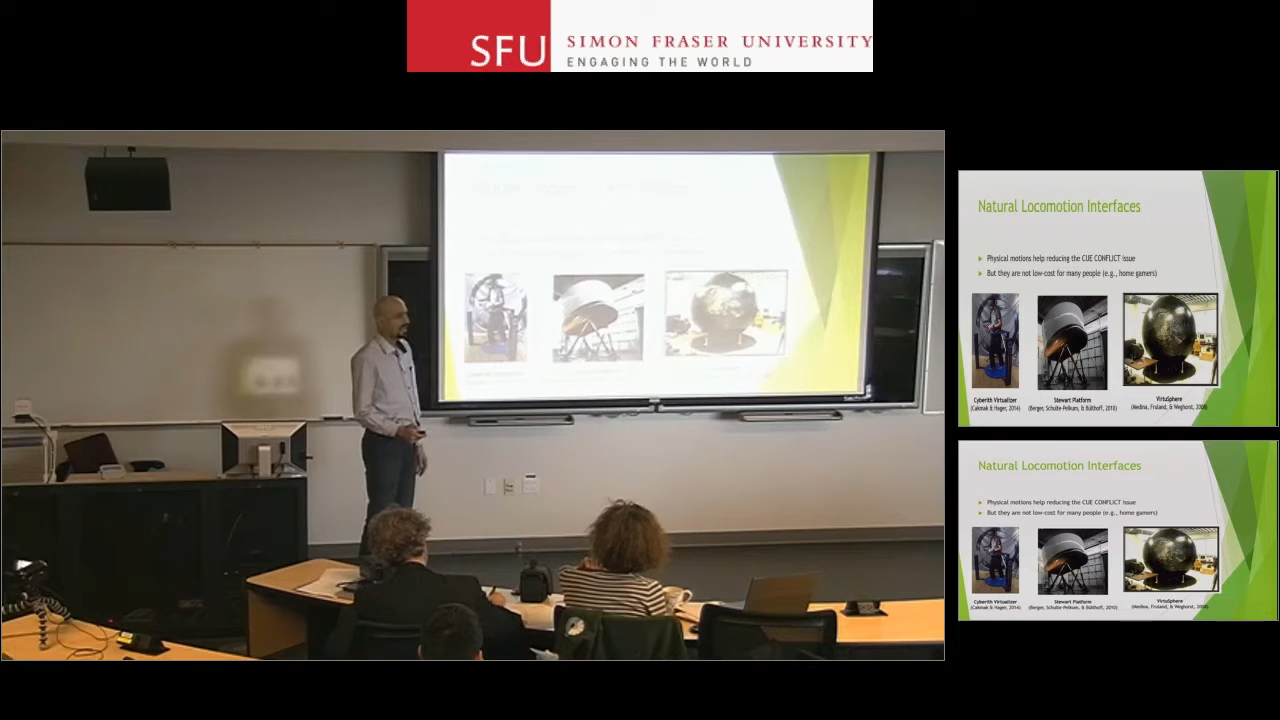 SFU
SIMON FRASER UNIVERSITY
ENGAGING THE WORLD
Natural Locomotion Interfaces
Physical motions help reducing the CUE CONFLICT issue
But they are not low-cost for many people (e.g., home gamers)
Cyberith Virtualizer
(Cakmak & Hager, 2014)
Stewart Platform
(Berger, Schulte-Pelkum, & Bülthoff, 2010)
VirtuSphere
(Medina, Fruland, & Weghorst, 2008)
Natural Locomotion Interfaces
Physical motions help reducing the CUE CONFLICT issue
But they are not low-cost for many people (e.g., home gamers)
Cyberith Virtualizer
(Cakmak & Hager, 2014)
Stewart Platform
(Berger, Schulte-Pelkum, & Bülthoff, 2010)
VirtuSphere
(Medina, Fruland, & Weghorst, 2008)